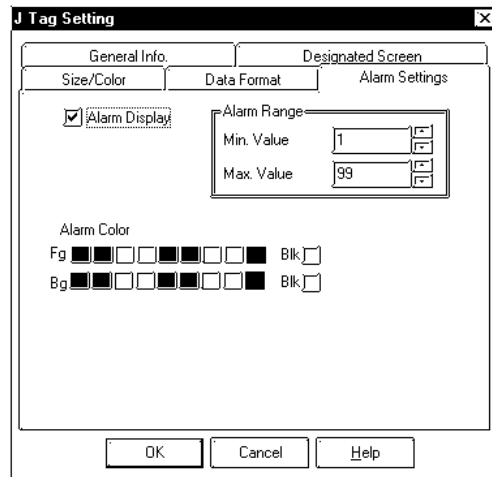 J Tag Setting
General Info.
Designated Screen
Size/Color
Data Format
Alarm Settings
Alarm Display
Alarm Range
Min. Value
1
Max. Value
99
Alarm Color
Fg
Blk
Bg
Blk
OK
Cancel
Help